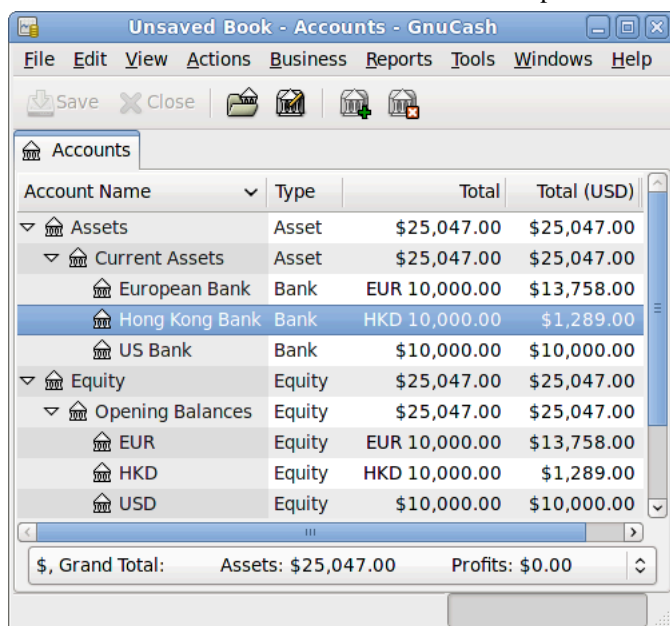 Unsaved Book - Accounts - GnuCash
File Edit View Actions Business Reports Tools Windows Help
Save Close
Accounts
Account Name Type Total Total (USD)
Assets Asset $25,047.00 $25,047.00
Current Assets Asset $25,047.00 $25,047.00
European Bank Bank EUR 10,000.00 $13,758.00
Hong Kong Bank Bank HKD 10,000.00 $1,289.00
US Bank Bank $10,000.00 $10,000.00
Equity Equity $25,047.00 $25,047.00
Opening Balances Equity $25,047.00 $25,047.00
EUR Equity EUR 10,000.00 $13,758.00
HKD Equity HKD 10,000.00 $1,289.00
USD Equity $10,000.00 $10,000.00
$, Grand Total: Assets: $25,047.00 Profits: $0.00